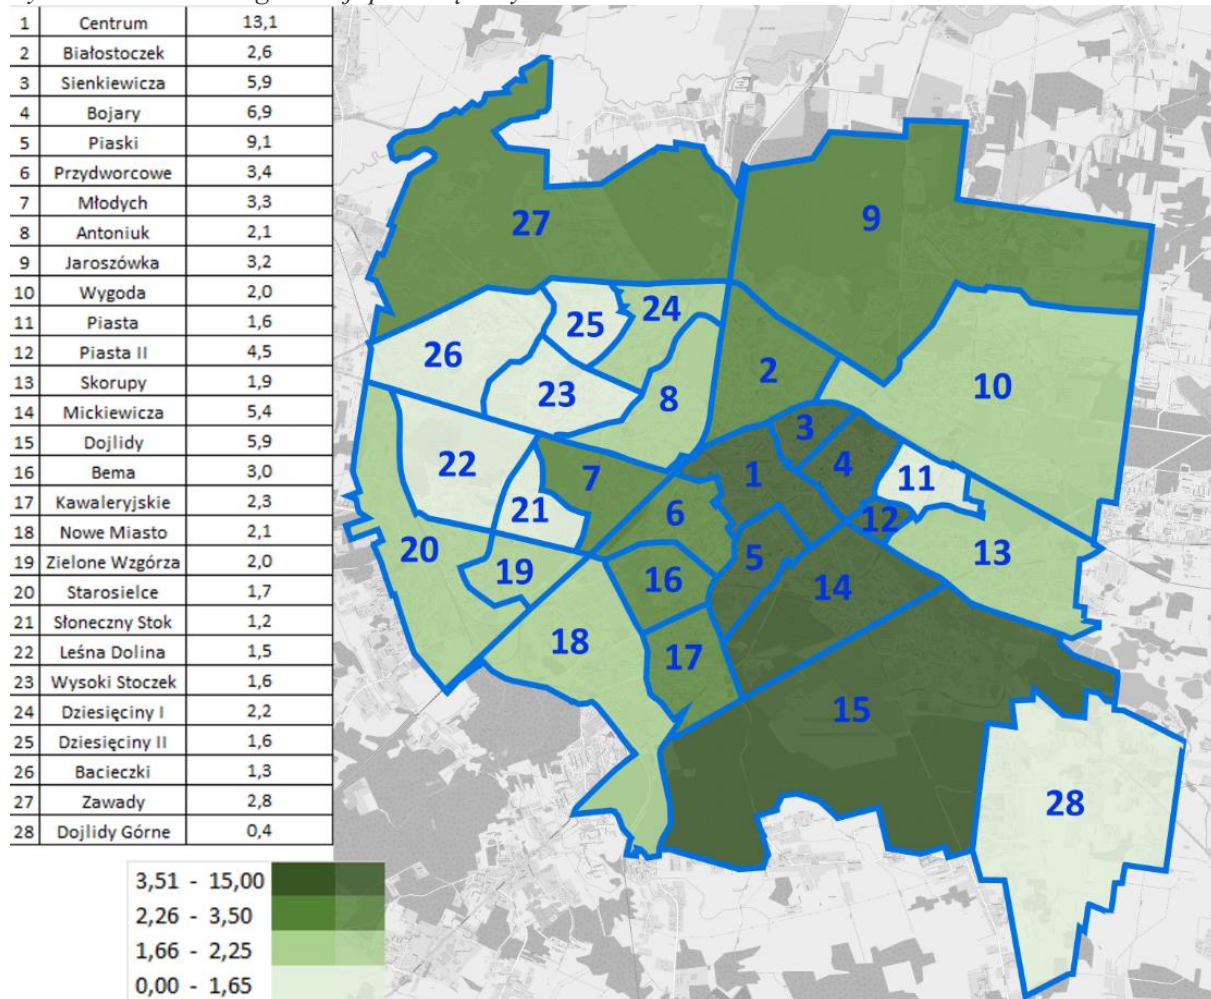 1 Centrum 13,1
2 Białostoczek 2,6
3 Sienkiewicza 5,9
4 Bojary 6,9
5 Piaski 9,1
6 Przydworcowe 3,4
7 Młodych 3,3
8 Antoniuk 2,1
9 Jaroszówka 3,2
10 Wygoda 2,0
11 Piasta 1,6
12 Piasta II 4,5
13 Skorupy 1,9
14 Mickiewicza 5,4
15 Dojlidy 5,9
16 Bema 3,0
17 Kawaleryjskie 2,3
18 Nowe Miasto 2,1
19 Zielone Wzgórza 2,0
20 Starosielce 1,7
21 Słoneczny Stok 1,2
22 Leśna Dolina 1,5
23 Wysoki Stoczek 1,6
24 Dziesięciny I 2,2
25 Dziesięciny II 1,6
26 Bacieczki 1,3
27 Zawady 2,8
28 Dojlidy Górne 0,4
3,51 - 15,00
2,26 - 3,50
1,66 - 2,25
0,00 - 1,65
27
9
24
25
26
2
23
8
10
3
22
7
1
4
11
21
6
12
20
19
16
5
13
14
18
17
15
28